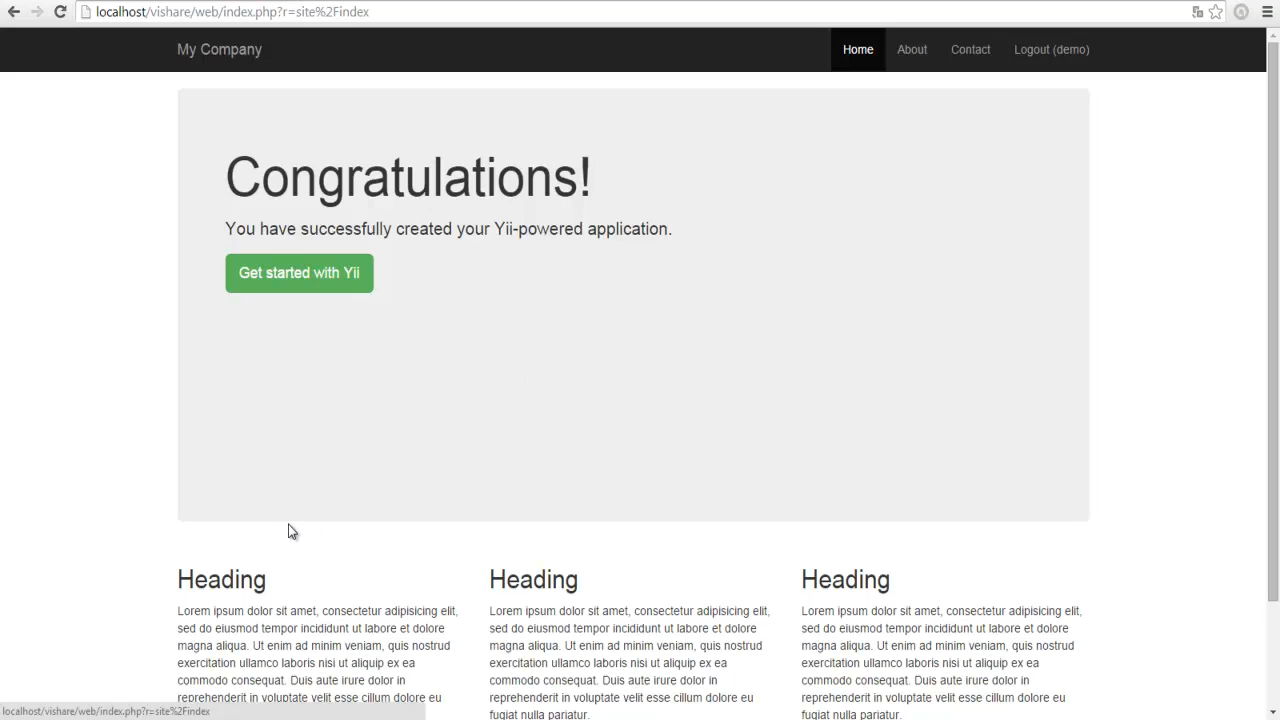 localhost/vishare/web/index.php?r=site%2Findex
My Company
Home About Contact Logout (demo)
Congratulations!
You have successfully created your Yii-powered application.
Get started with Yii
Heading
Lorem ipsum dolor sit amet, consectetur adipisicing elit,
sed do eiusmod tempor incididunt ut labore et dolore
magna aliqua. Ut enim ad minim veniam, quis nostrud
exercitation ullamco laboris nisi ut aliquip ex ea
commodo consequat. Duis aute irure dolor in
reprehenderit in voluptate velit esse cillum dolore eu
Heading
Lorem ipsum dolor sit amet, consectetur adipisicing elit,
sed do eiusmod tempor incididunt ut labore et dolore
magna aliqua. Ut enim ad minim veniam, quis nostrud
exercitation ullamco laboris nisi ut aliquip ex ea
commodo consequat. Duis aute irure dolor in
reprehenderit in voluptate velit esse cillum dolore eu
fugiat nulla pariatur.
Heading
Lorem ipsum dolor sit amet, consectetur adipisicing elit,
sed do eiusmod tempor incididunt ut labore et dolore
magna aliqua. Ut enim ad minim veniam, quis nostrud
exercitation ullamco laboris nisi ut aliquip ex ea
commodo consequat. Duis aute irure dolor in
reprehenderit in voluptate velit esse cillum dolore eu
fugiat nulla pariatur.
localhost/vishare/web/index.php?r=site%2Findex